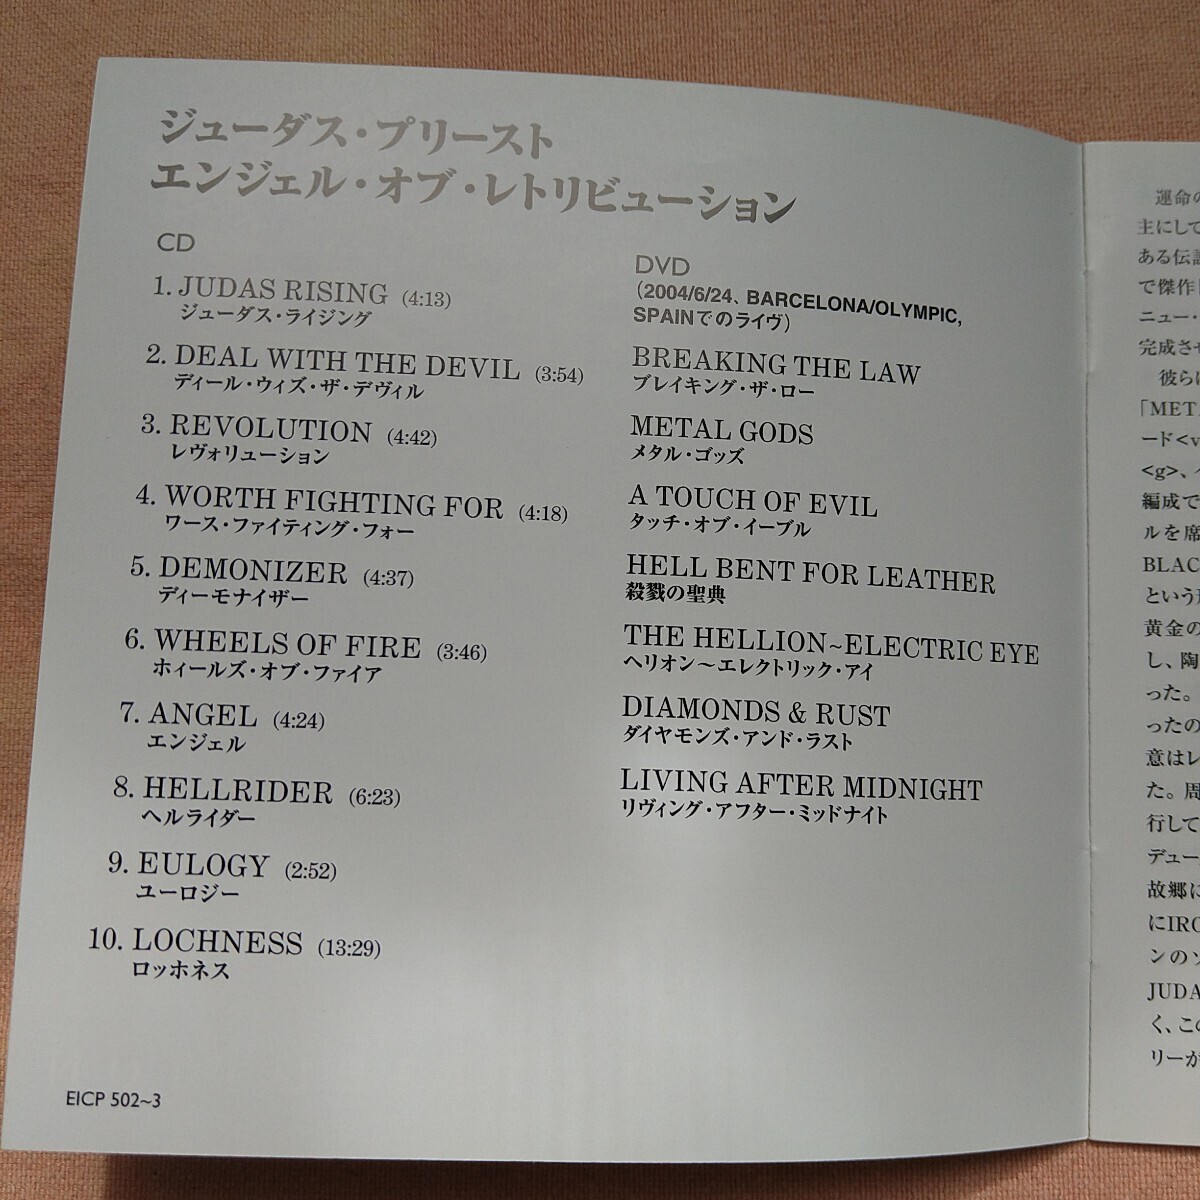 ジューダス・プリースト
エンジェル・オブ・レトリビューション
CD
1. JUDAS RISING (4:13)
ジューダス・ライジング
2. DEAL WITH THE DEVIL (3:54)
ディール・ウィズ・ザ・デヴィル
3. REVOLUTION (4:42)
レヴォリューション
4. WORTH FIGHTING FOR (4:18)
ワース・ファイティング・フォー
5. DEMONIZER (4:37)
ディーモナイザー
6. WHEELS OF FIRE (3:46)
ホィールズ・オブ・ファイア
7. ANGEL (4:24)
エンジェル
8. HELLRIDER (6:23)
ヘルライダー
9. EULOGY (2:52)
ユーロジー
10. LOCHNESS (13:29)
ロッホネス
DVD
(2004/6/24、BARCELONA/OLYMPIC,
SPAINでのライヴ)
BREAKING THE LAW
ブレイキング・ザ・ロー
METAL GODS
メタル・ゴッズ
A TOUCH OF EVIL
タッチ・オブ・イーブル
HELL BENT FOR LEATHER
殺戮の聖典
THE HELLION~ELECTRIC EYE
ヘリオン〜エレクトリック・アイ
DIAMONDS & RUST
ダイヤモンズ・アンド・ラスト
LIVING AFTER MIDNIGHT
リヴィング・アフター・ミッドナイト
EICP 502~3
運命の
主にして
ある伝説
で傑作
ニュー・
完成させ
彼らに
「MET
ード<v
<g>、
編成で
ルを席
BLAC
という
黄金の
し、陶
った。
ったの
意はレ
た。周
行して
デュー
故郷に
にIRO
ンのソ
JUDA
く、この
リーが